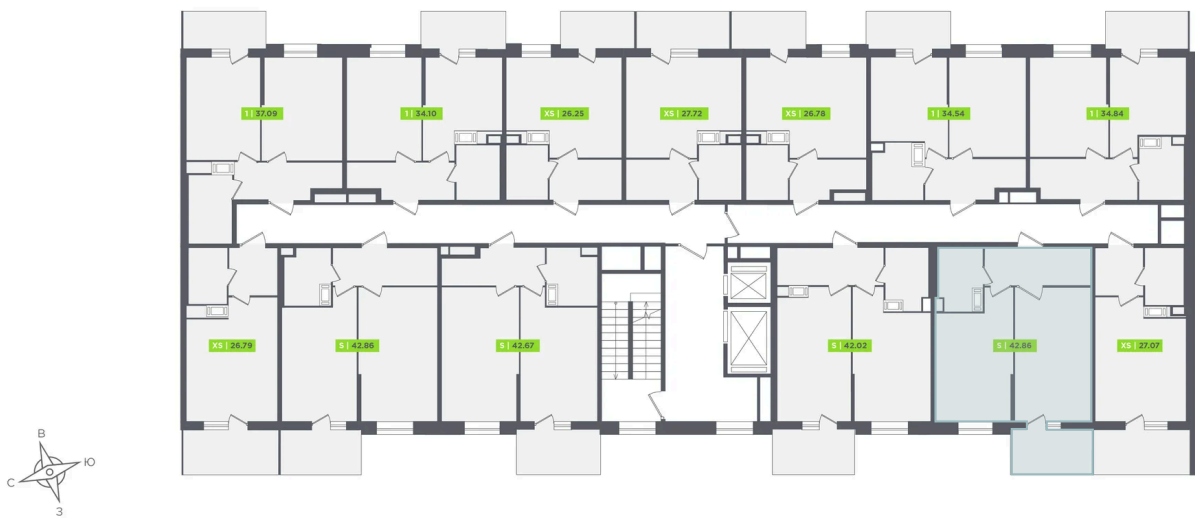 1 | 37.09
1 | 34.10
XS | 26.25
XS | 27.72
XS | 26.78
1 | 34.54
1 | 34.84
XS | 26.79
S | 42.86
S | 42.67
S | 42.02
S | 42.86
XS | 27.07
В
Ю
С
З